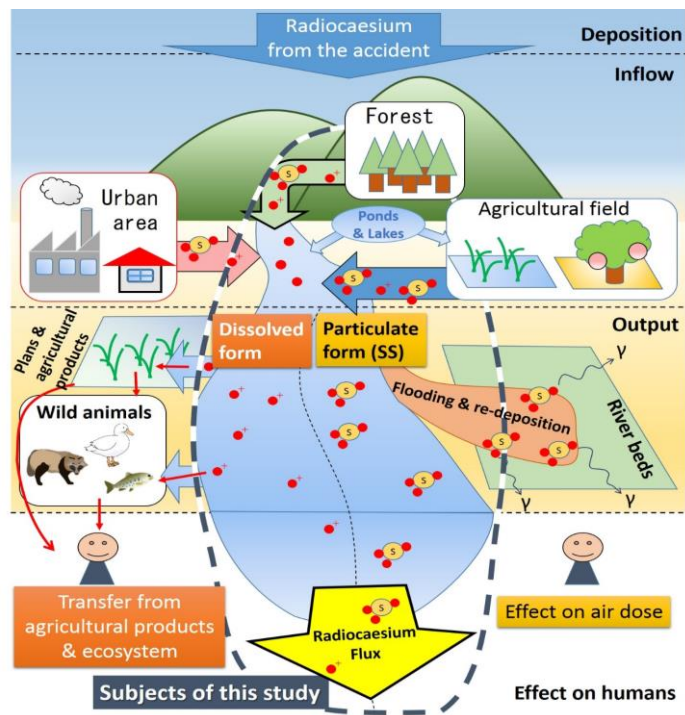 Radiocaesium
from the accident
Deposition
Inflow
Forest
Urban
area
Ponds
& Lakes
Agricultural field
S
+
S
+
S
S
+
Output
Plans &
agricultural
products
Dissolved
form
Particulate
form (SS)
Wild animals
Flooding & re-deposition
River beds
γ
γ
γ
S
S
S
S
S
S
S
+
+
+
+
+
+
+
+
Transfer from
agricultural products
& ecosystem
Effect on air dose
S
Radiocaesium
Flux
+
Subjects of this study
Effect on humans